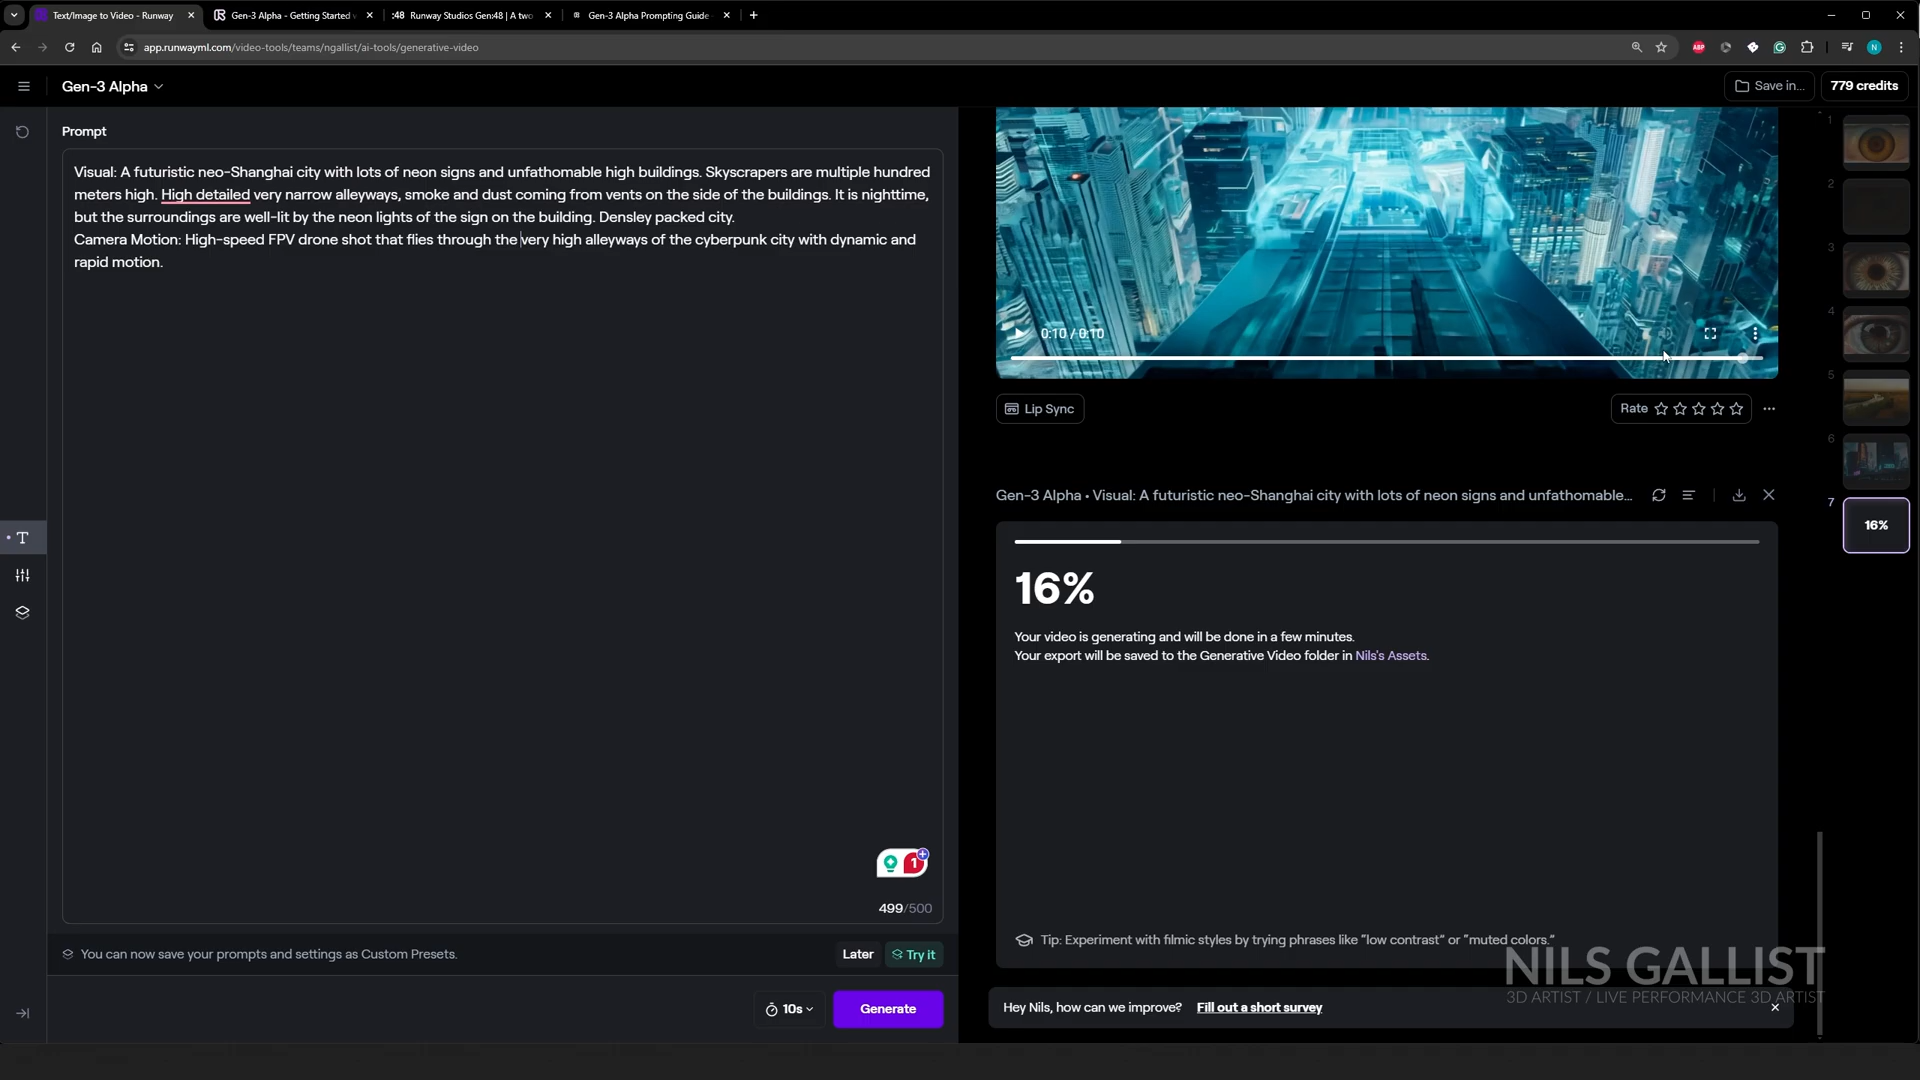 Text/Image to Video - Runway
Gen-3 Alpha - Getting Started
:48 Runway Studios Gen:48 | A two
Gen-3 Alpha Prompting Guide
app.runwayml.com/video-tools/teams/ngallist/ai-tools/generative-video
ABP
N
Gen-3 Alpha
Save in...
779 credits
Prompt
Visual: A futuristic neo-Shanghai city with lots of neon signs and unfathomable high buildings. Skyscrapers are multiple hundred
meters high. High detailed very narrow alleyways, smoke and dust coming from vents on the side of the buildings. It is nighttime,
but the surroundings are well-lit by the neon lights of the sign on the building. Densley packed city.
Camera Motion: High-speed FPV drone shot that flies through the very high alleyways of the cyberpunk city with dynamic and
rapid motion.
T
1
499/500
You can now save your prompts and settings as Custom Presets.
Later
Try it
10s
Generate
0:10 / 0:10
Lip Sync
Rate
Gen-3 Alpha • Visual: A futuristic neo-Shanghai city with lots of neon signs and unfathomable...
16%
Your video is generating and will be done in a few minutes.
Your export will be saved to the Generative Video folder in Nils's Assets.
Tip: Experiment with filmic styles by trying phrases like "low contrast" or "muted colors."
Hey Nils, how can we improve? Fill out a short survey
NILS GALLIST
3D ARTIST / LIVE PERFORMANCE 3D ARTIST
1
2
3
4
5
6
7
16%